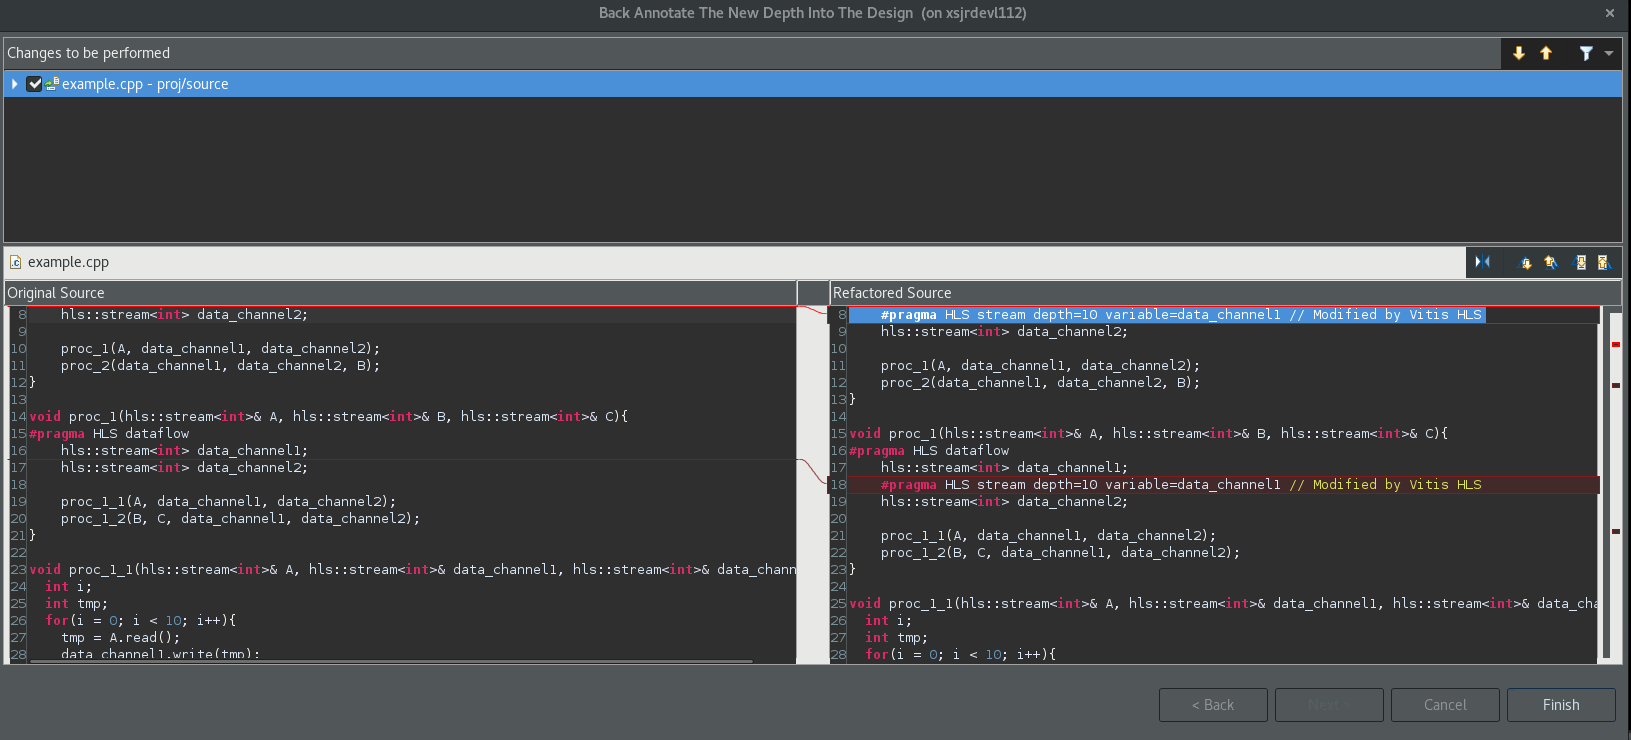 Back Annotate The New Depth Into The Design (on xsjrdevl112)
Changes to be performed
example.cpp - proj/source
example.cpp
Original Source
8     hls::stream<int> data_channel2;
9
10     proc_1(A, data_channel1, data_channel2);
11     proc_2(data_channel1, data_channel2, B);
12 }
13
14 void proc_1(hls::stream<int>& A, hls::stream<int>& B, hls::stream<int>& C){
15 #pragma HLS dataflow
16     hls::stream<int> data_channel1;
17     hls::stream<int> data_channel2;
18
19     proc_1_1(A, data_channel1, data_channel2);
20     proc_1_2(B, C, data_channel1, data_channel2);
21 }
22
23 void proc_1_1(hls::stream<int>& A, hls::stream<int>& data_channel1, hls::stream<int>& data_chann
24   int i;
25   int tmp;
26   for(i = 0; i < 10; i++){
27     tmp = A.read();
28     data_channel1.write(tmp);
Refactored Source
8     #pragma HLS stream depth=10 variable=data_channel1 // Modified by Vitis HLS
9     hls::stream<int> data_channel2;
10
11     proc_1(A, data_channel1, data_channel2);
12     proc_2(data_channel1, data_channel2, B);
13 }
14
15 void proc_1(hls::stream<int>& A, hls::stream<int>& B, hls::stream<int>& C){
16 #pragma HLS dataflow
17     hls::stream<int> data_channel1;
18     #pragma HLS stream depth=10 variable=data_channel1 // Modified by Vitis HLS
19     hls::stream<int> data_channel2;
20
21     proc_1_1(A, data_channel1, data_channel2);
22     proc_1_2(B, C, data_channel1, data_channel2);
23 }
24
25 void proc_1_1(hls::stream<int>& A, hls::stream<int>& data_channel1, hls::stream<int>& data_cha
26   int i;
27   int tmp;
28   for(i = 0; i < 10; i++){
< Back
Next >
Cancel
Finish